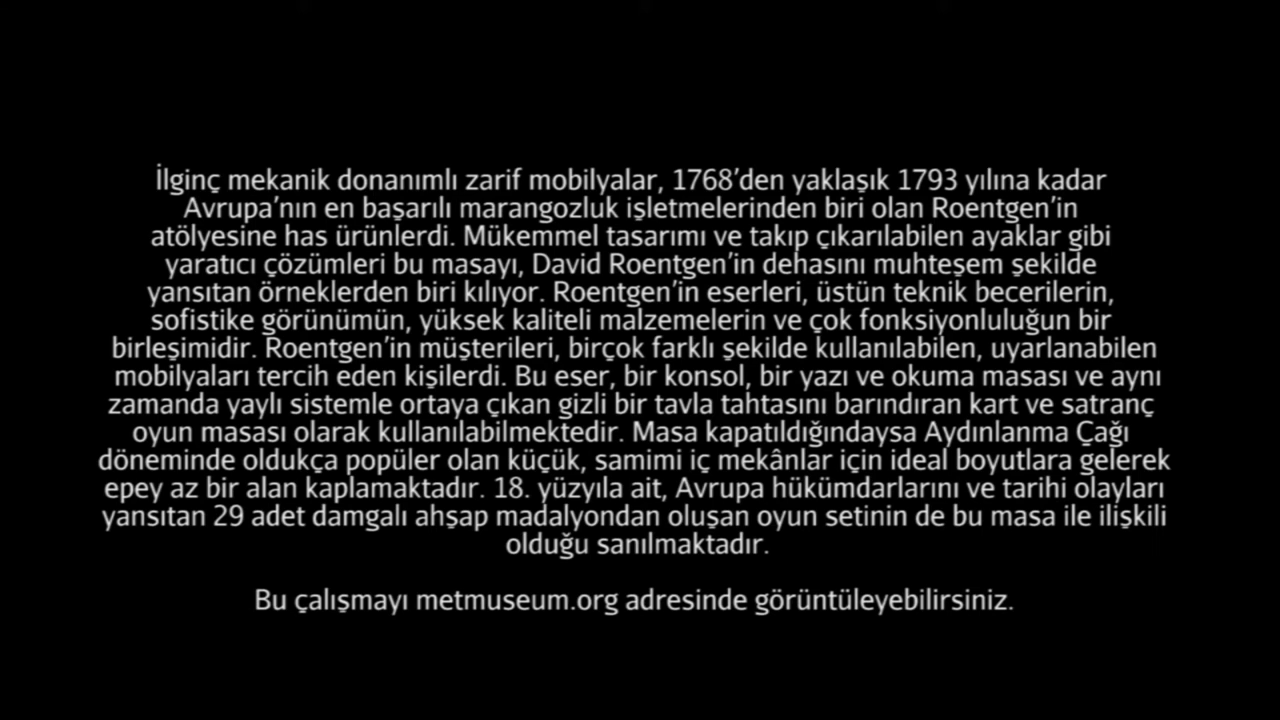 İlginç mekanik donanımlı zarif mobilyalar, 1768’den yaklaşık 1793 yılına kadar
Avrupa’nın en başarılı marangozluk işletmelerinden biri olan Roentgen’in
atölyesine has ürünlerdi. Mükemmel tasarımı ve takıp çıkarılabilen ayaklar gibi
yaratıcı çözümleri bu masayı, David Roentgen’in dehasını muhteşem şekilde
yansıtan örneklerden biri kılıyor. Roentgen’in eserleri, üstün teknik becerilerin,
sofistike görünümün, yüksek kaliteli malzemelerin ve çok fonksiyonluluğun bir
birleşimidir. Roentgen’in müşterileri, birçok farklı şekilde kullanılabilen, uyarlanabilen
mobilyaları tercih eden kişilerdi. Bu eser, bir konsol, bir yazı ve okuma masası ve aynı
zamanda yaylı sistemle ortaya çıkan gizli bir tavla tahtasını barındıran kart ve satranç
oyun masası olarak kullanılabilmektedir. Masa kapatıldığındaysa Aydınlanma Çağı
döneminde oldukça popüler olan küçük, samimi iç mekânlar için ideal boyutlara gelerek
epey az bir alan kaplamaktadır. 18. yüzyıla ait, Avrupa hükümdarlarını ve tarihi olayları
yansıtan 29 adet damgalı ahşap madalyondan oluşan oyun setinin de bu masa ile ilişkili
olduğu sanılmaktadır.
Bu çalışmayı metmuseum.org adresinde görüntüleyebilirsiniz.